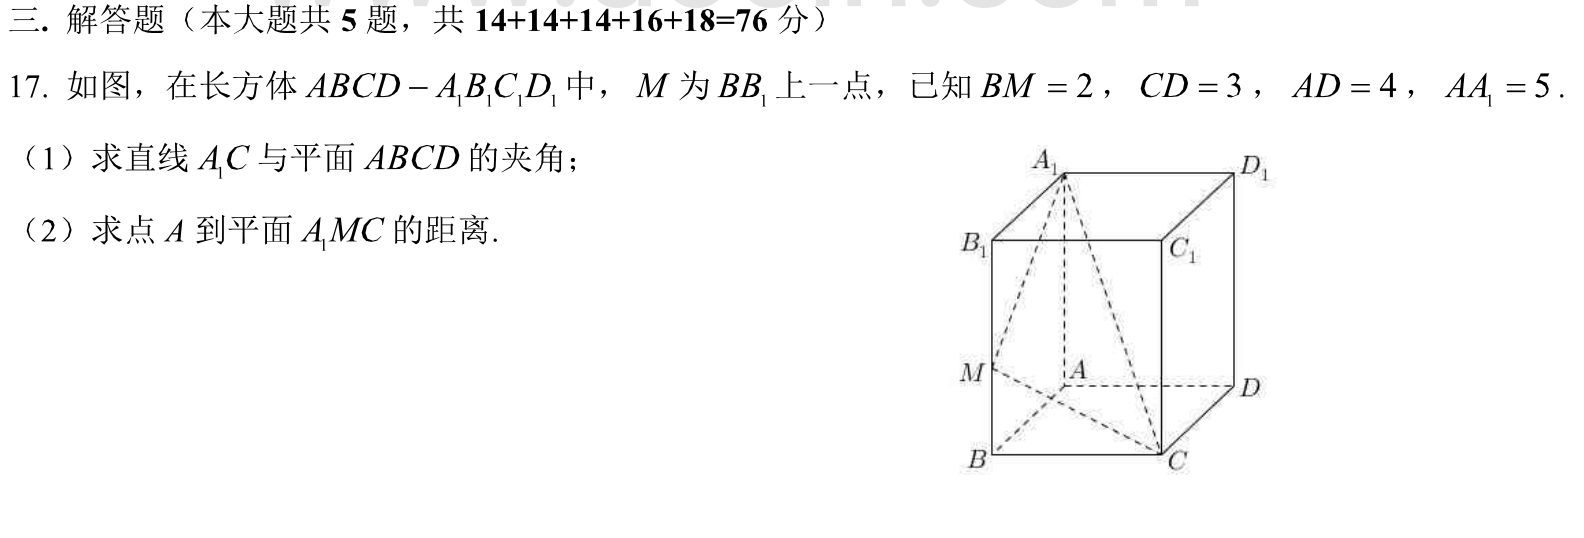 三. 解答题（本大题共 5 题，共 14+14+14+16+18=76 分）
17. 如图，在长方体 ABCD－A₁B₁C₁D₁ 中， M 为 BB₁ 上一点，已知 BM = 2 ， CD = 3 ， AD = 4 ， AA₁ = 5 .
（1）求直线 A₁C 与平面 ABCD 的夹角；
（2）求点 A 到平面 A₁MC 的距离.
A₁
D₁
B₁
C₁
M
A
D
B
C